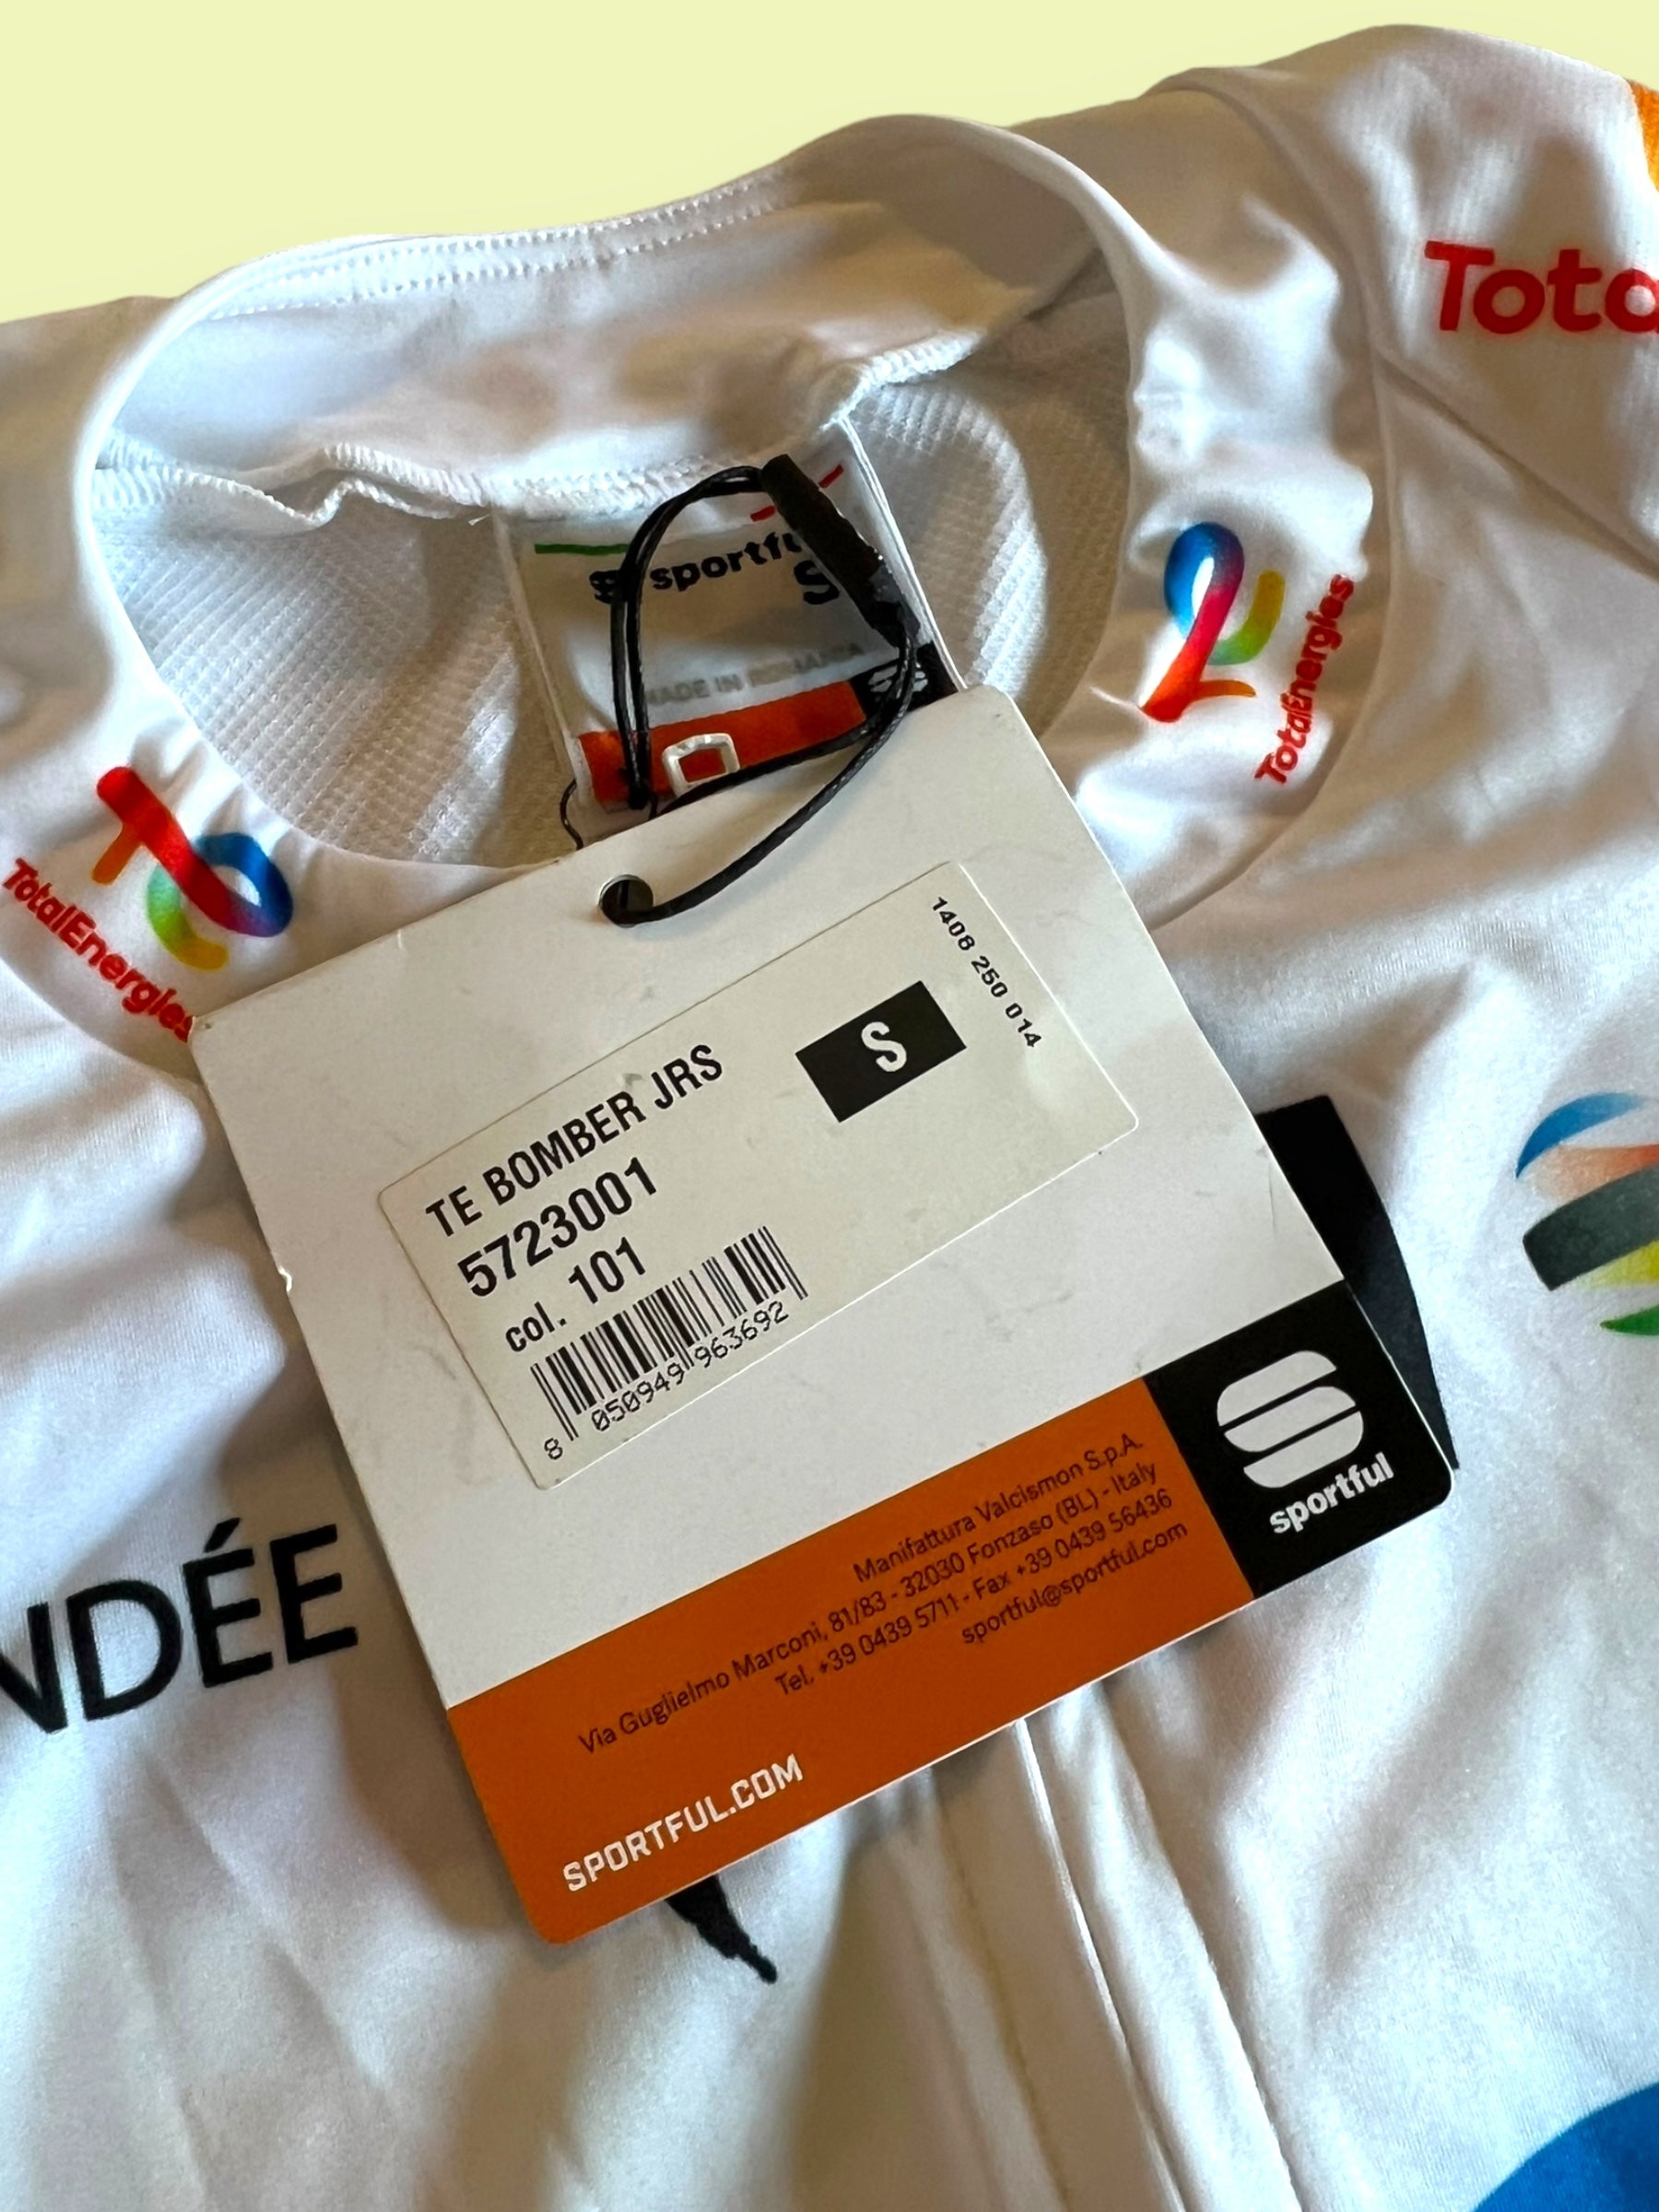 Tota
sportfu
S
MADE IN ROMANIA
TotalEnergies
TotalEnergies
1408 250 014
S
TE BOMBER JRS
5723001
col. 101
8 050949 963692
NDÉE
Manifattura Valcismon S.p.A.
Via Guglielmo Marconi, 81/83 - 32030 Fonzaso (BL) - Italy
Tel. +39 0439 5711 - Fax +39 0439 56436
sportful@sportful.com
sportful
SPORTFUL.COM